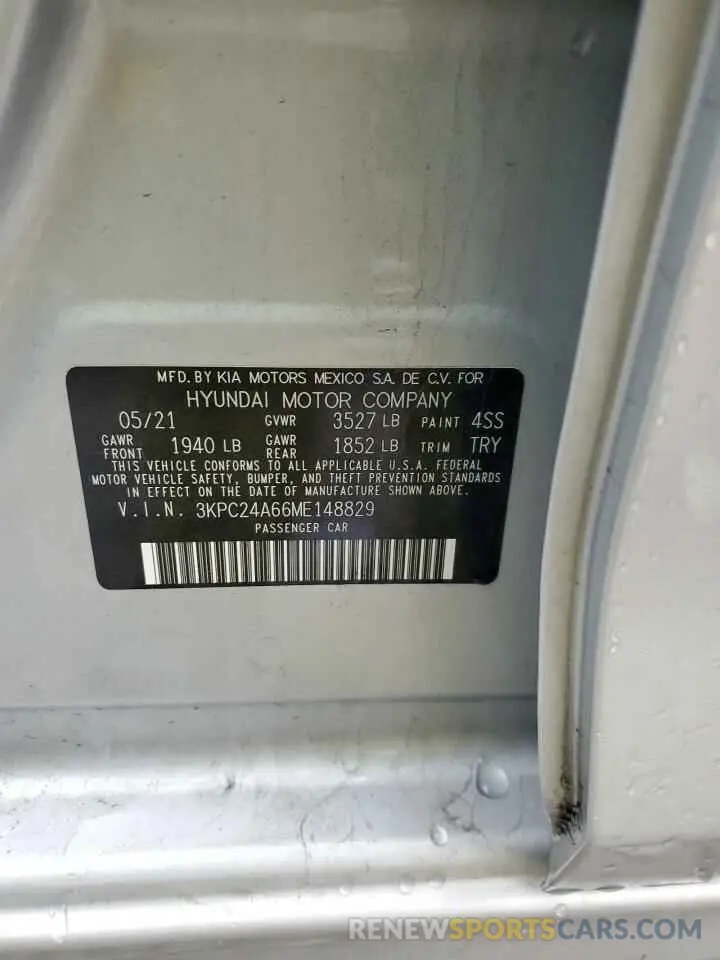 MFD. BY KIA MOTORS MEXICO S.A. DE C.V. FOR
HYUNDAI MOTOR COMPANY
05/21 GVWR 3527 LB PAINT 4SS
GAWR FRONT 1940 LB GAWR REAR 1852 LB TRIM TRY
THIS VEHICLE CONFORMS TO ALL APPLICABLE U.S.A. FEDERAL
MOTOR VEHICLE SAFETY, BUMPER, AND THEFT PREVENTION STANDARDS
IN EFFECT ON THE DATE OF MANUFACTURE SHOWN ABOVE.
V.I.N. 3KPC24A66ME148829
PASSENGER CAR
RENEWSPORTSCARS.COM